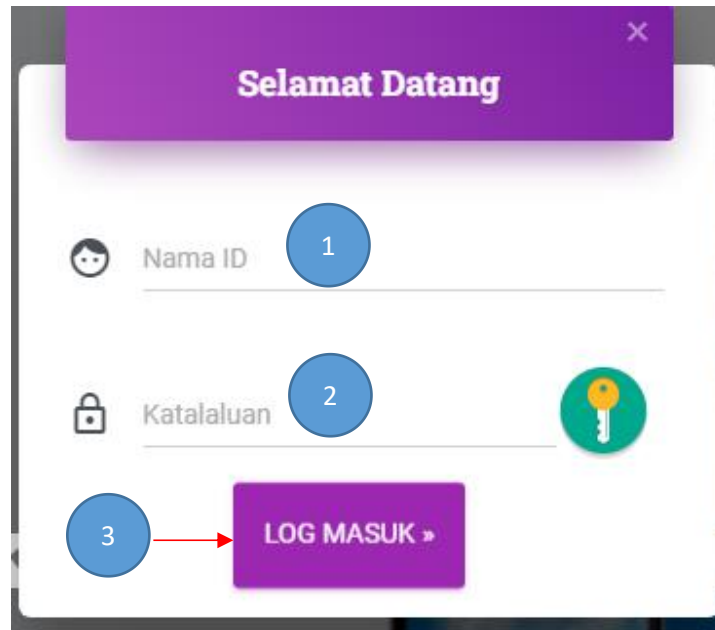 ×
Selamat Datang
Nama ID
1
Katalaluan
2
3
LOG MASUK »